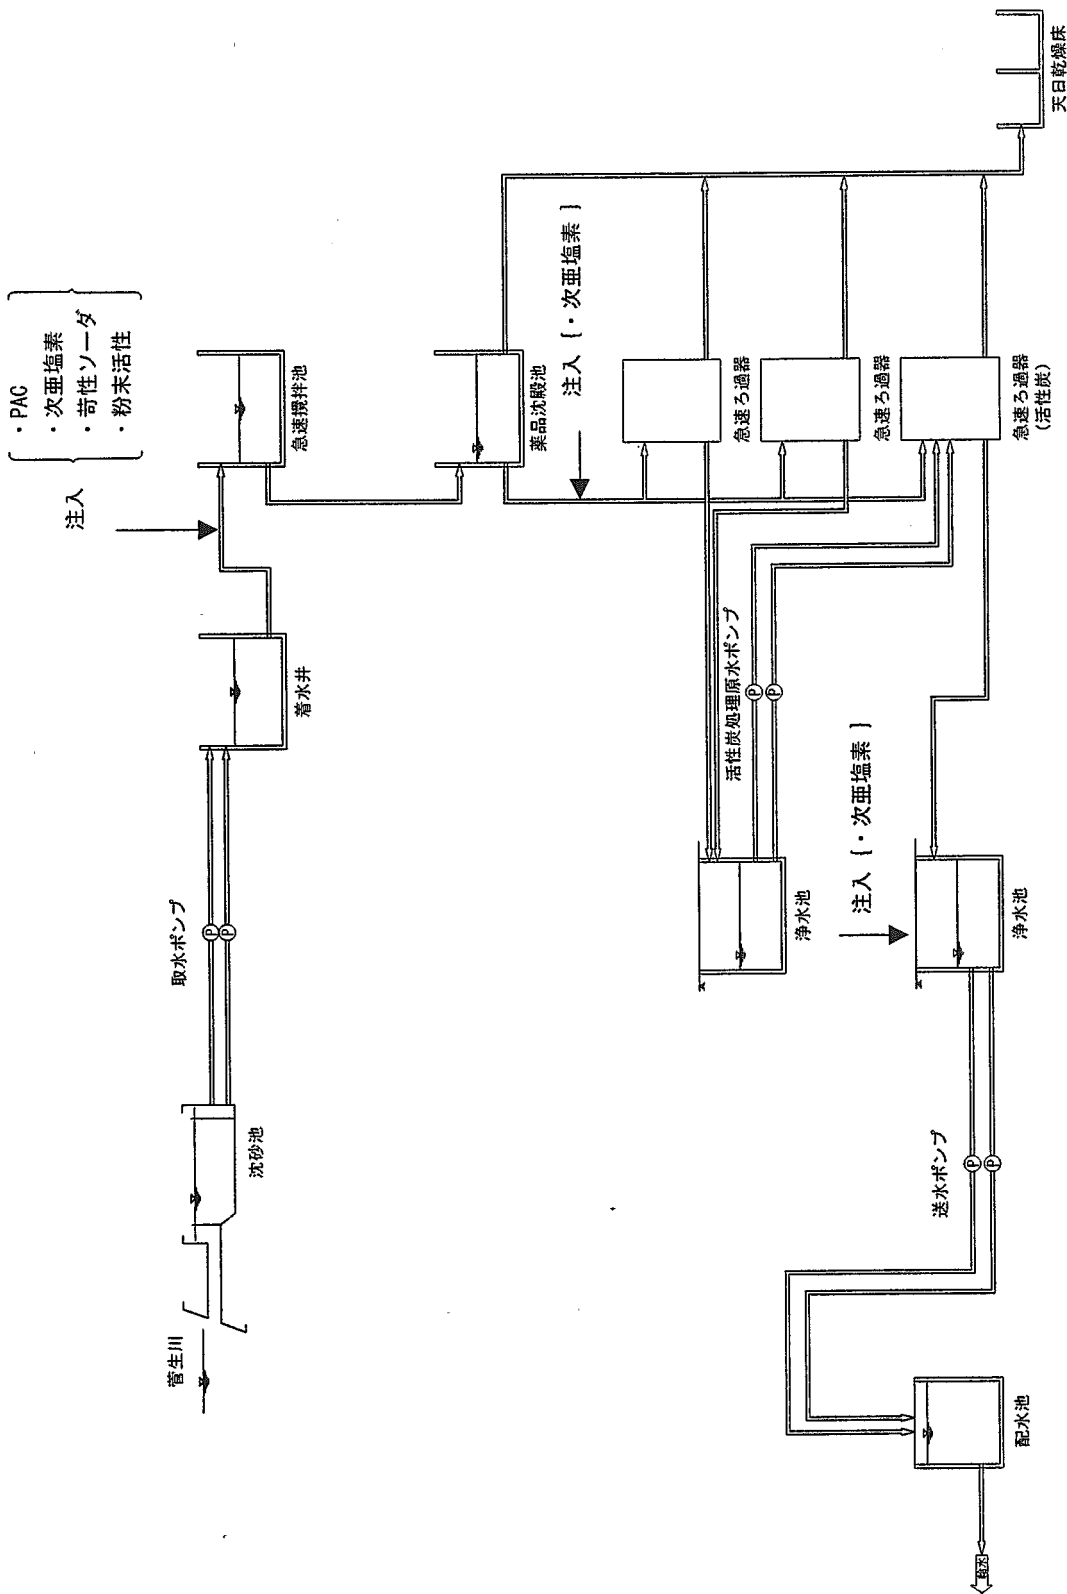 菅生川
沈砂池
取水ポンプ
P
P
着水井
注入
・PAC
・次亜塩素
・苛性ソーダ
・粉末活性
急速攪拌池
薬品沈殿池
注入 [・次亜塩素 ]
急速ろ過器
急速ろ過器
急速ろ過器
(活性炭)
天日乾燥床
活性炭処理原水ポンプ
P
P
浄水池
注入 [・次亜塩素 ]
浄水池
送水ポンプ
P
P
配水池
給水